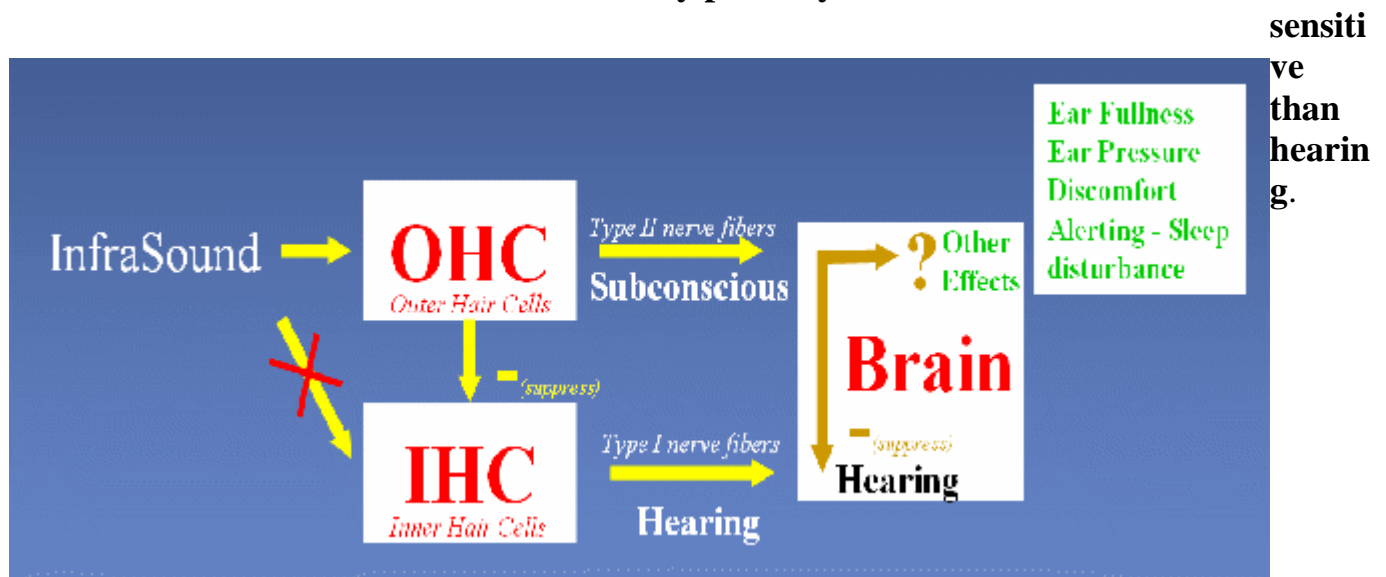 sensiti
ve
than
hearin
g.
Ear Fullness
Ear Pressure
Discomfort
Alerting - Sleep
disturbance
InfraSound
OHC
Outer Hair Cells
Type II nerve fibers
Subconscious
? Other
Effects
Brain
-(suppress)
IHC
Inner Hair Cells
Type I nerve fibers
Hearing
-(suppress)
Hearing